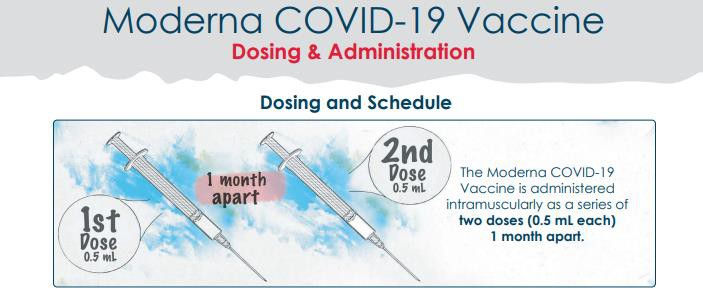 Moderna COVID-19 Vaccine
Dosing & Administration
Dosing and Schedule
1st
Dose
0.5 mL
1 month
apart
2nd
Dose
0.5 mL
The Moderna COVID-19
Vaccine is administered
intramuscularly as a series of
two doses (0.5 mL each)
1 month apart.